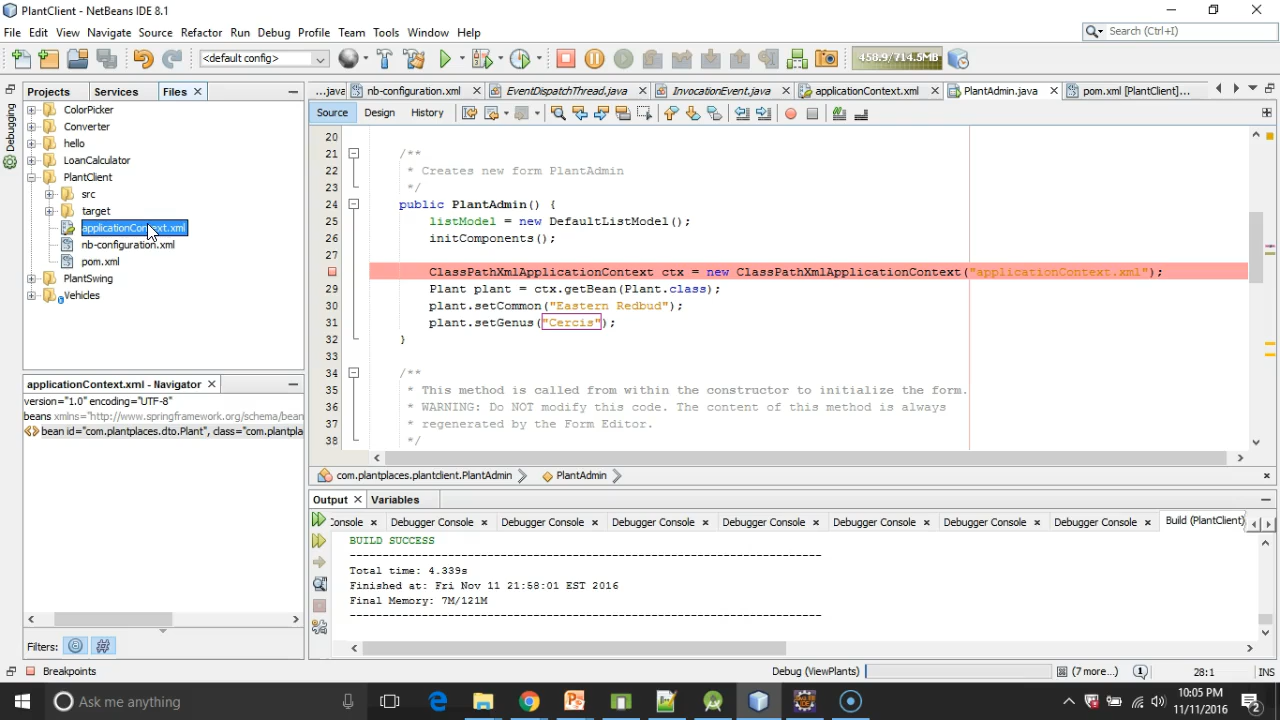 PlantClient - NetBeans IDE 8.1
File Edit View Navigate Source Refactor Run Debug Profile Team Tools Window Help
Search (Ctrl+I)
<default config>
458.9/714.5MB
Projects Services Files
...java nb-configuration.xml EventDispatchThread.java InvocationEvent.java applicationContext.xml PlantAdmin.java pom.xml [PlantClient]...
Debugging
Source Design History
ColorPicker
Converter
hello
LoanCalculator
PlantClient
src
target
applicationContext.xml
nb-configuration.xml
pom.xml
PlantSwing
Vehicles
20
21 /**
22 * Creates new form PlantAdmin
23 */
24 public PlantAdmin() {
25 listModel = new DefaultListModel();
26 initComponents();
27
ClassPathXmlApplicationContext ctx = new ClassPathXmlApplicationContext("applicationContext.xml");
29 Plant plant = ctx.getBean(Plant.class);
30 plant.setCommon("Eastern Redbud");
31 plant.setGenus("Cercis");
32 }
33
34 /**
35 * This method is called from within the constructor to initialize the form.
36 * WARNING: Do NOT modify this code. The content of this method is always
37 * regenerated by the Form Editor.
38 */
com.plantplaces.plantclient.PlantAdmin PlantAdmin
applicationContext.xml - Navigator
version="1.0" encoding="UTF-8"
beans xmlns="http://www.springframework.org/schema/bean
bean id="com.plantplaces.dto.Plant", class="com.plantpla
Filters:
Output Variables
Console Debugger Console Debugger Console Debugger Console Debugger Console Debugger Console Debugger Console Debugger Console Build (PlantClient)
BUILD SUCCESS
------------------------------------------------------------------------
Total time: 4.339s
Finished at: Fri Nov 11 21:58:01 EST 2016
Final Memory: 7M/121M
------------------------------------------------------------------------
Breakpoints
Debug (ViewPlants) (7 more...) 1 28:1 INS
Ask me anything
10:05 PM
11/11/2016
2